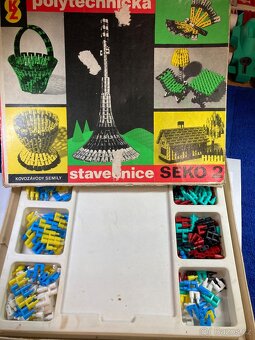 polytechnická
KOVOZÁVODY SEMILY
stavebnice SEKO 2